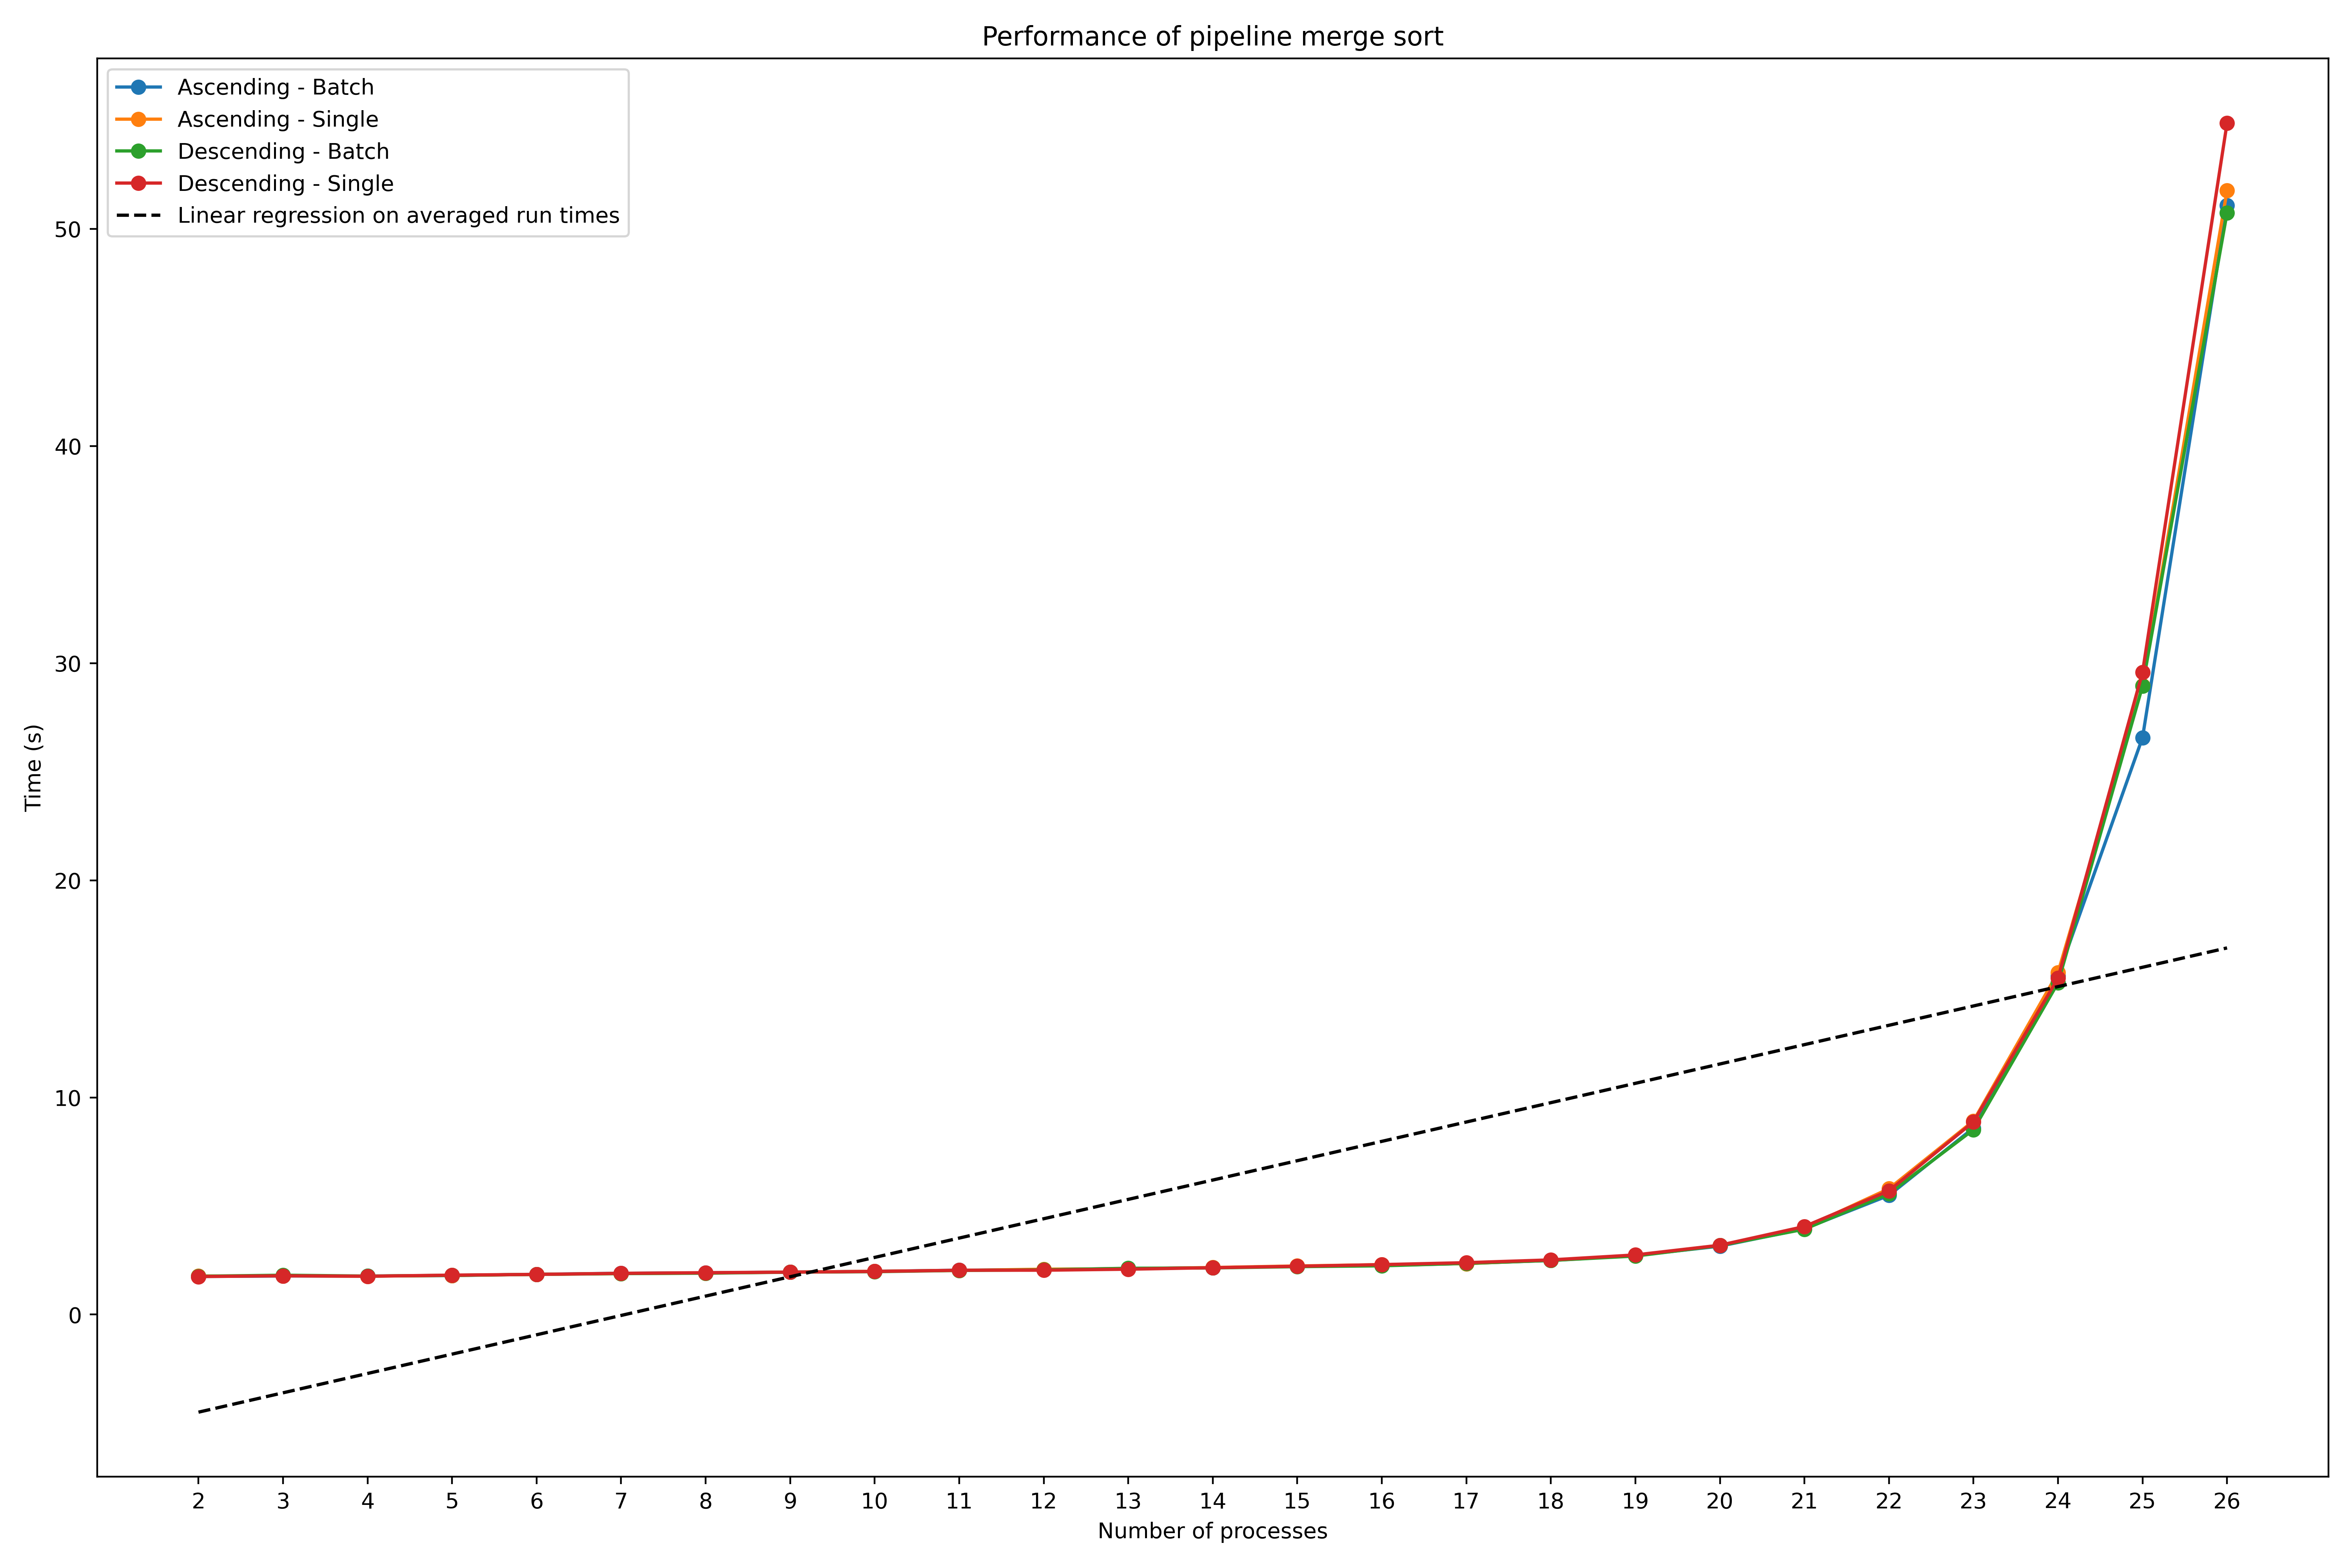 Performance of pipeline merge sort
Ascending - Batch
Ascending - Single
Descending - Batch
Descending - Single
Linear regression on averaged run times
50
40
30
20
10
0
Time (s)
2 3 4 5 6 7 8 9 10 11 12 13 14 15 16 17 18 19 20 21 22 23 24 25 26
Number of processes